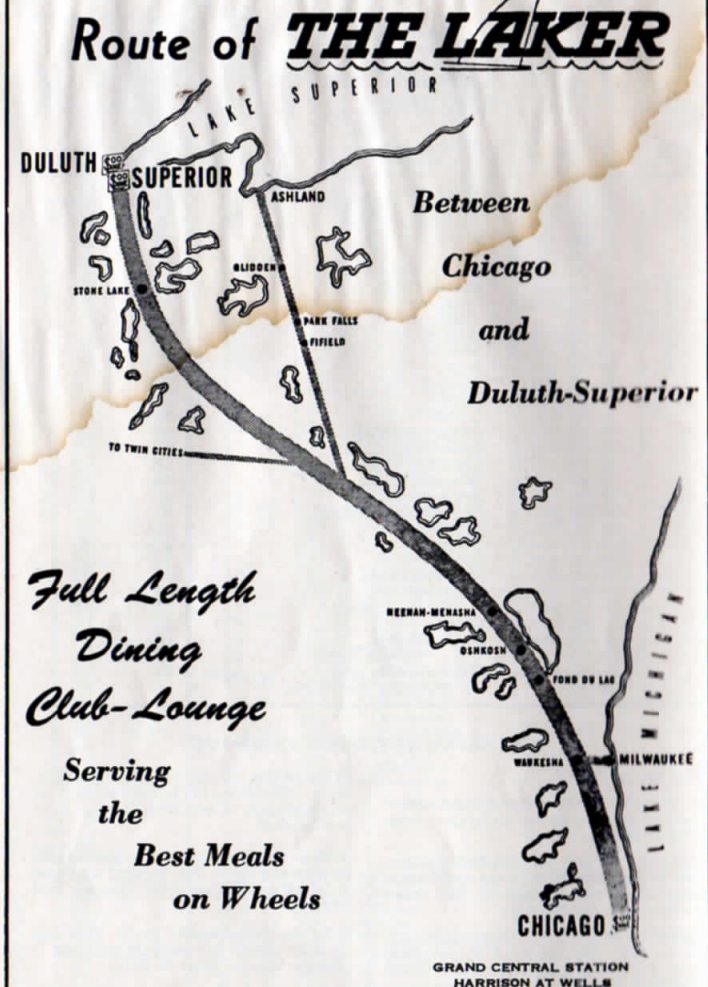 Route of THE LAKER
LAKE SUPERIOR
DULUTH
SUPERIOR
ASHLAND
Between
GLIDDEN
Chicago
STONE LAKE
PARK FALLS
and
FIFIELD
Duluth-Superior
TO TWIN CITIES
Full Length
Dining
Club-Lounge
NEENAH-MENASHA
OSHKOSH
FOND DU LAC
LAKE MICHIGAN
WAUKESHA
MILWAUKEE
Serving
the
Best Meals
on Wheels
CHICAGO
GRAND CENTRAL STATION
HARRISON AT WELLS